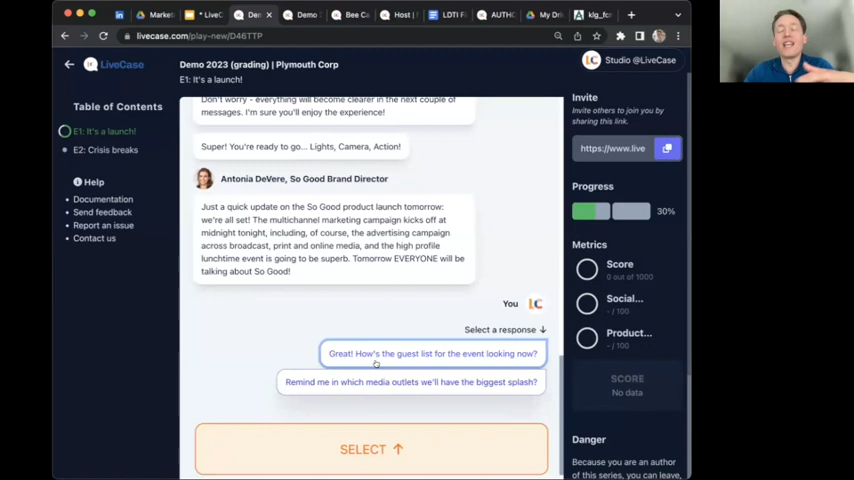 Market
* LiveC
Der
Demo
Bee Ca
Host |
LDTI F
AUTHO
My Driv
klg_fcr
livecase.com/play-new/D46TTP
LiveCase
Demo 2023 (grading) | Plymouth Corp
E1: It's a launch!
Studio @LiveCase
Table of Contents
E1: It's a launch!
E2: Crisis breaks
Help
Documentation
Send feedback
Report an issue
Contact us
Don't worry - everything will become clearer in the next couple of
messages. I'm sure you'll enjoy the experience!
Super! You're ready to go... Lights, Camera, Action!
Antonia DeVere, So Good Brand Director
Just a quick update on the So Good product launch tomorrow:
we're all set! The multichannel marketing campaign kicks off at
midnight tonight, including, of course, the advertising campaign
across broadcast, print and online media, and the high profile
lunchtime event is going to be superb. Tomorrow EVERYONE will be
talking about So Good!
You LC
Select a response ↓
Great! How's the guest list for the event looking now?
Remind me in which media outlets we'll have the biggest splash?
SELECT ↑
Invite
Invite others to join you by
sharing this link.
https://www.live
Progress
30%
Metrics
Score
0 out of 1000
Social...
- / 100
Product...
- / 100
SCORE
No data
Danger
Because you are an author
of this series, you can leave,